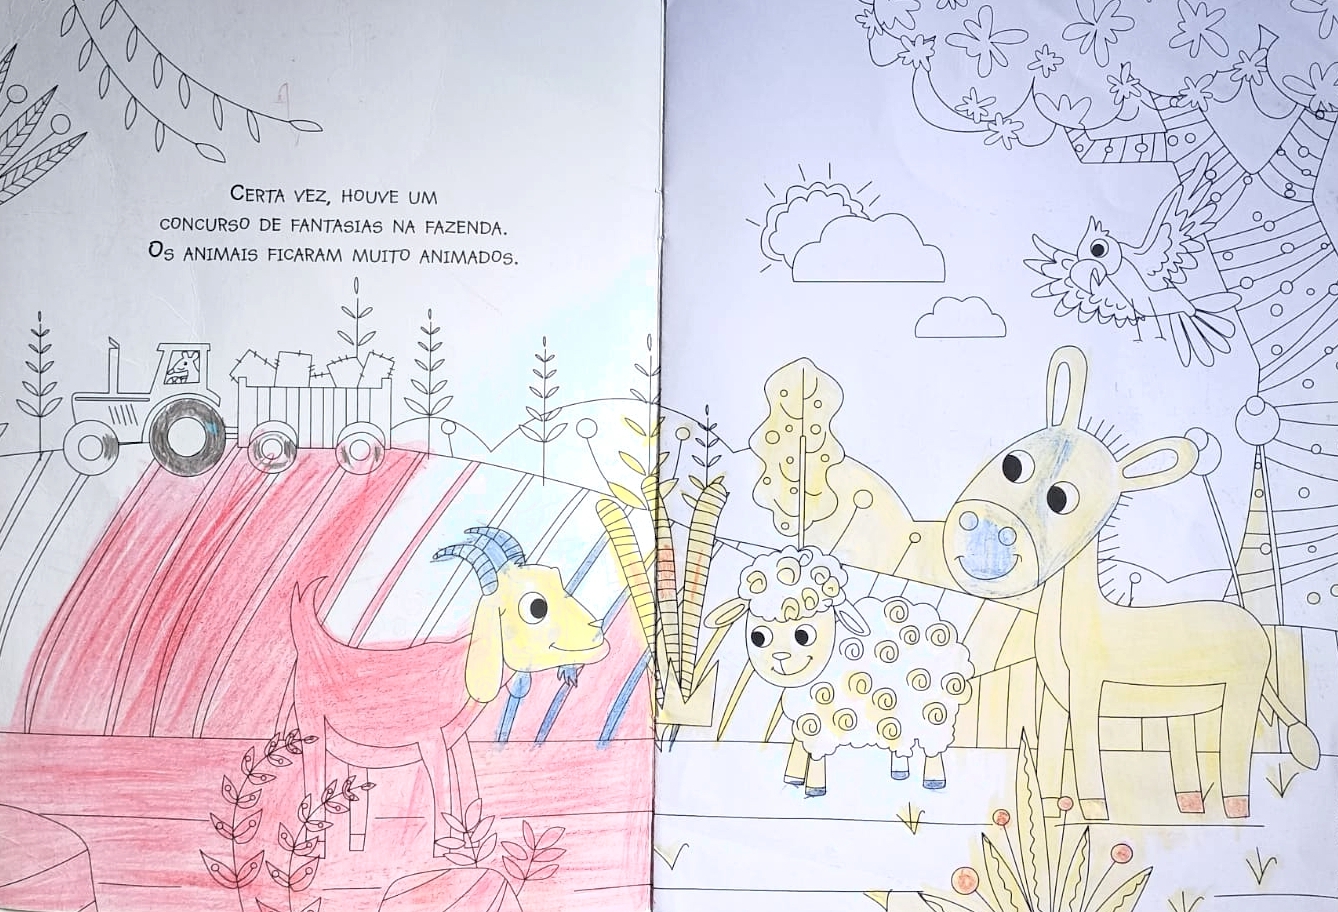 CERTA VEZ, HOUVE UM
CONCURSO DE FANTASIAS NA FAZENDA.
OS ANIMAIS FICARAM MUITO ANIMADOS.